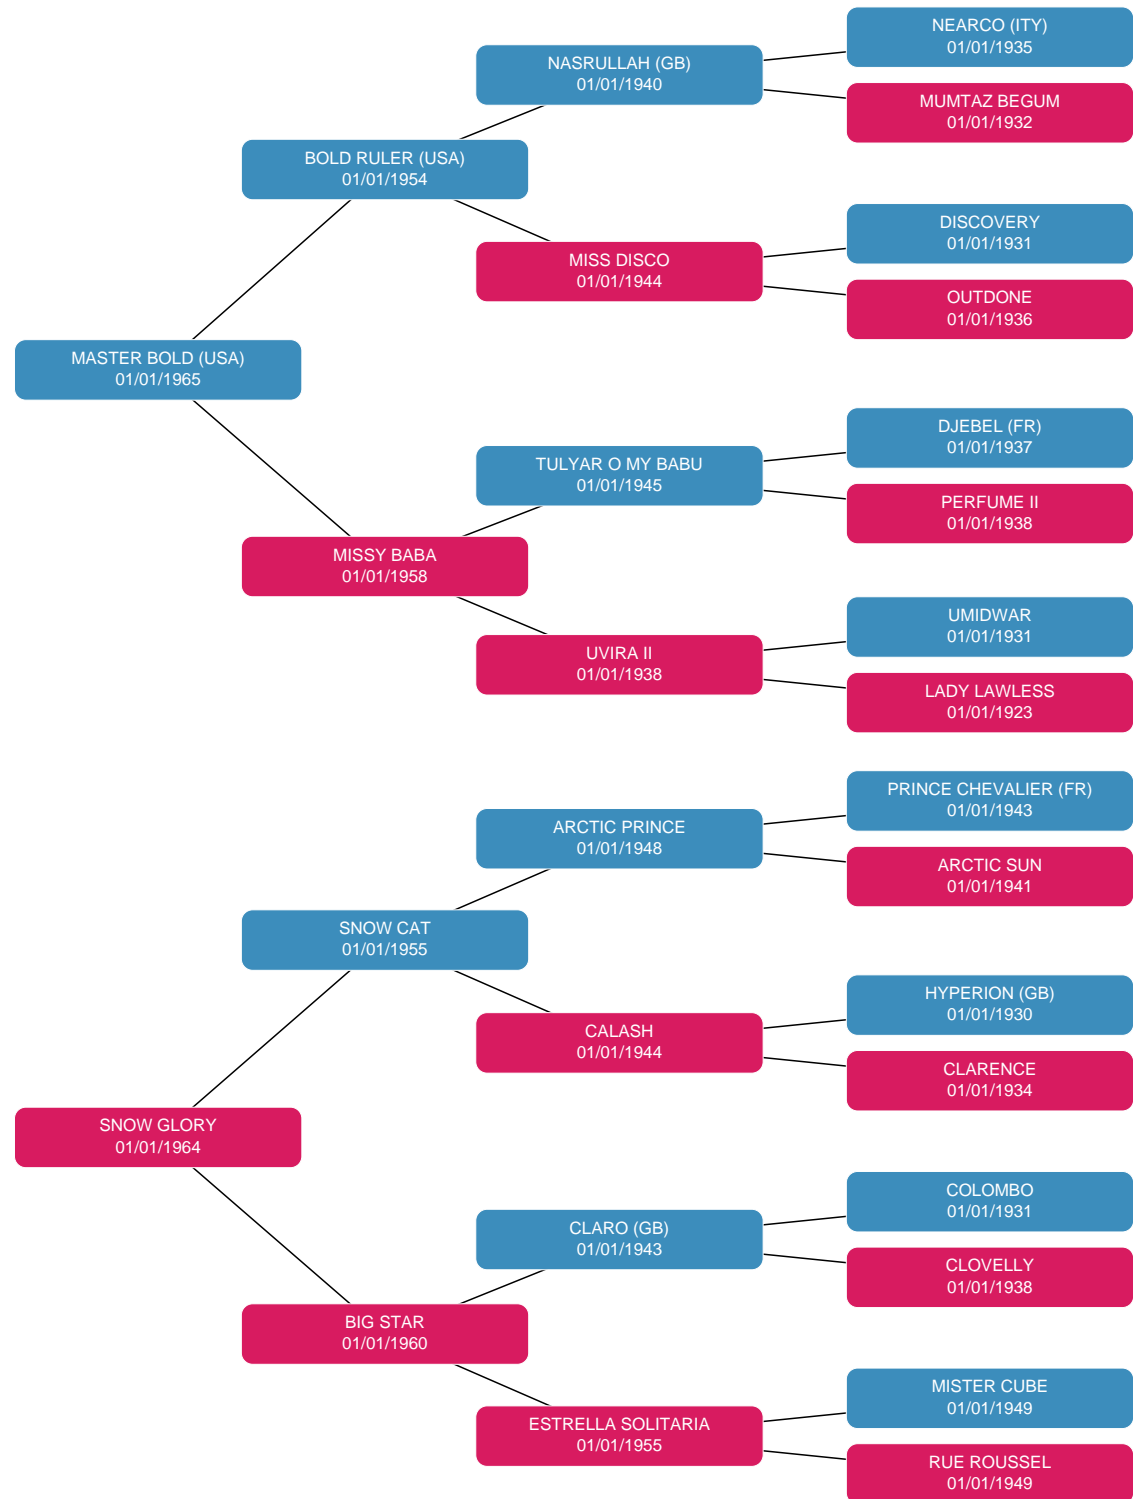 NEARCO (ITY)
01/01/1935
NASRULLAH (GB)
01/01/1940
MUMTAZ BEGUM
01/01/1932
BOLD RULER (USA)
01/01/1954
DISCOVERY
01/01/1931
MISS DISCO
01/01/1944
OUTDONE
01/01/1936
MASTER BOLD (USA)
01/01/1965
DJEBEL (FR)
01/01/1937
TULYAR O MY BABU
01/01/1945
PERFUME II
01/01/1938
MISSY BABA
01/01/1958
UMIDWAR
01/01/1931
UVIRA II
01/01/1938
LADY LAWLESS
01/01/1923
PRINCE CHEVALIER (FR)
01/01/1943
ARCTIC PRINCE
01/01/1948
ARCTIC SUN
01/01/1941
SNOW CAT
01/01/1955
HYPERION (GB)
01/01/1930
CALASH
01/01/1944
CLARENCE
01/01/1934
SNOW GLORY
01/01/1964
COLOMBO
01/01/1931
CLARO (GB)
01/01/1943
CLOVELLY
01/01/1938
BIG STAR
01/01/1960
MISTER CUBE
01/01/1949
ESTRELLA SOLITARIA
01/01/1955
RUE ROUSSEL
01/01/1949